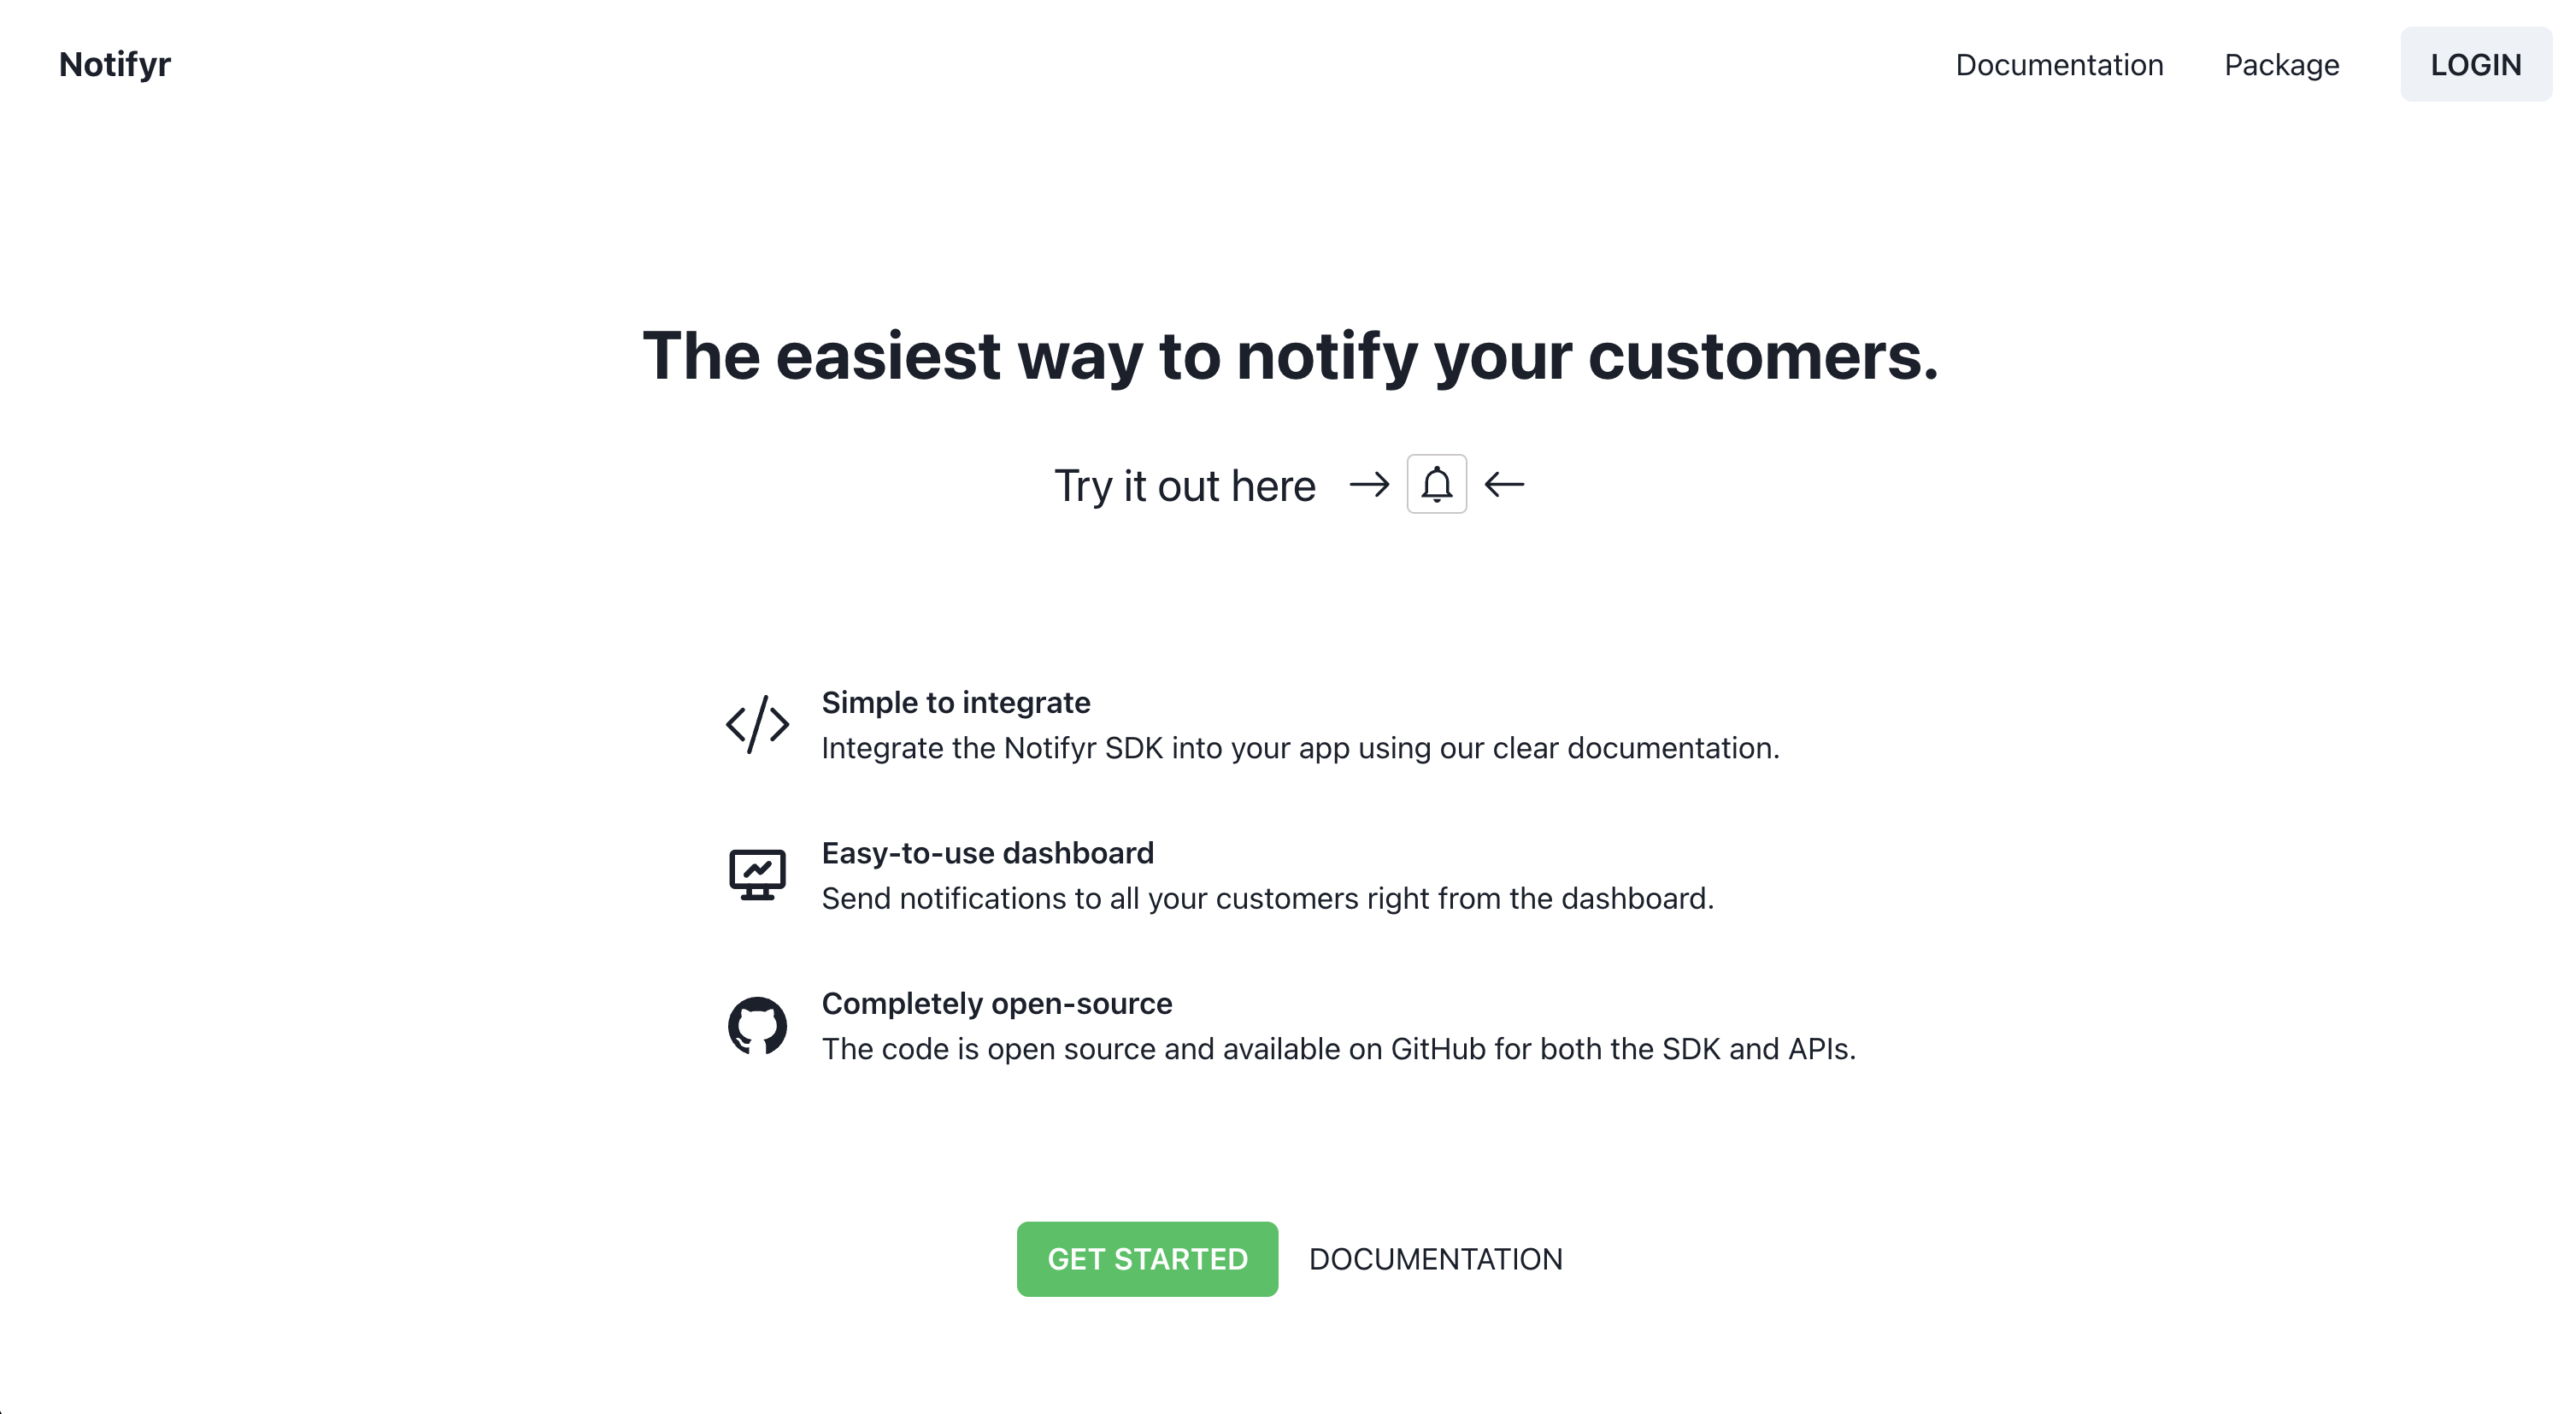 Notifyr
Documentation
Package
LOGIN
The easiest way to notify your customers.
Try it out here → ←
Simple to integrate
Integrate the Notifyr SDK into your app using our clear documentation.
Easy-to-use dashboard
Send notifications to all your customers right from the dashboard.
Completely open-source
The code is open source and available on GitHub for both the SDK and APIs.
GET STARTED
DOCUMENTATION